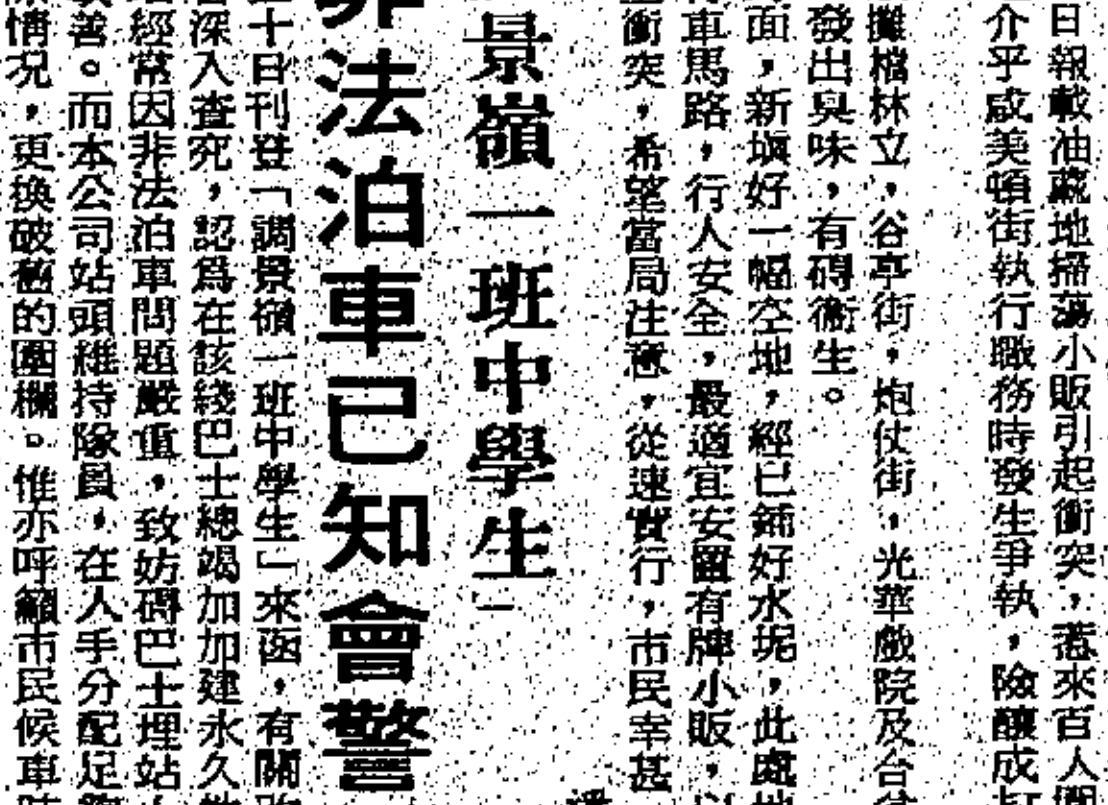 日報載油蔴地掃蕩小販引起衝突，惹來百人
介乎咸美頓街執行職務時發生爭執，險釀成
攤檔林立，谷亭街，炮仗街，光華戲院及台
發出臭味，有碍衞生。
面，新塡好一幅空地，經已鋪好水坭，此處地
車馬路，行人安全，最適宜安置有牌小販，以
衝突，希望當局注意，從速實行，市民幸甚
景嶺一班中學生」
非法泊車已知會警
十日刊登「調景嶺一班中學生」來函，有關
深入查究，認爲在該綫巴士總站加建永久性
經常因非法泊車問題嚴重，致妨碍巴士埋站
善。而本公司站頭維持隊員，在人手分配足夠
情況，更換破舊的圍欄。惟亦呼籲市民候車時